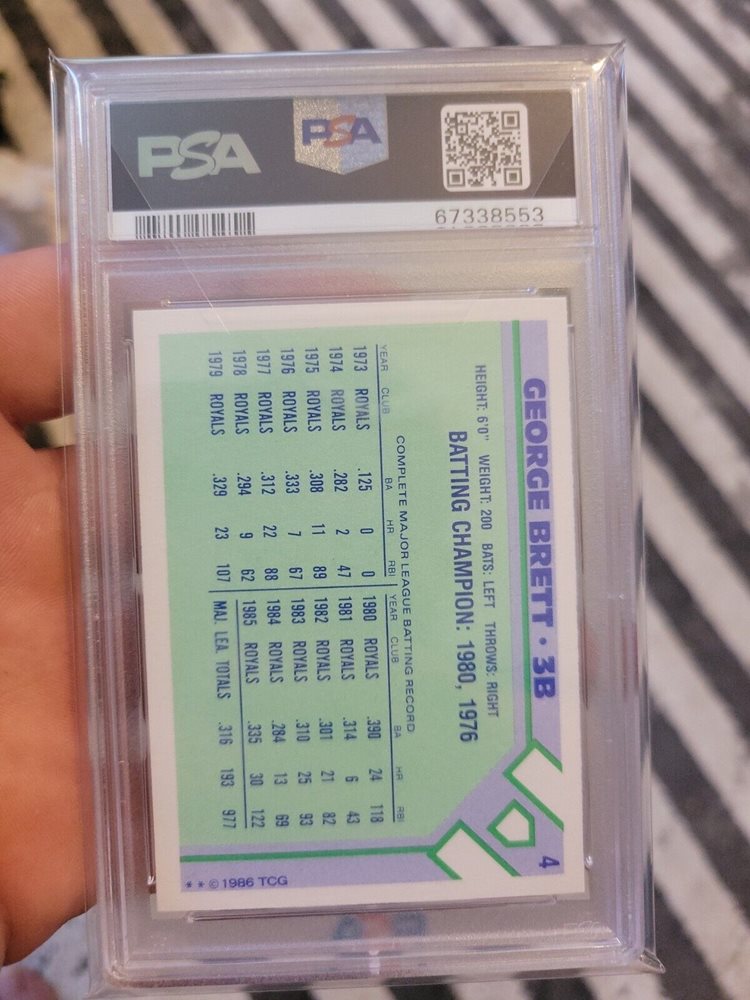 PSA
PSA
67338553
GEORGE BRETT • 3B
4
HEIGHT: 6'0" WEIGHT: 200 BATS: LEFT THROWS: RIGHT
BATTING CHAMPION: 1980, 1976
COMPLETE MAJOR LEAGUE BATTING RECORD
YEAR CLUB BA HR RBI
1973 ROYALS .125 0 0
1974 ROYALS .282 2 47
1975 ROYALS .308 11 89
1976 ROYALS .333 7 67
1977 ROYALS .312 22 88
1978 ROYALS .294 9 62
1979 ROYALS .329 23 107
YEAR CLUB BA HR RBI
1980 ROYALS .390 24 118
1981 ROYALS .314 6 43
1982 ROYALS .301 21 82
1983 ROYALS .310 25 93
1984 ROYALS .284 13 69
1985 ROYALS .335 30 122
MAJ. LEA. TOTALS .316 193 977
* * © 1986 TCG